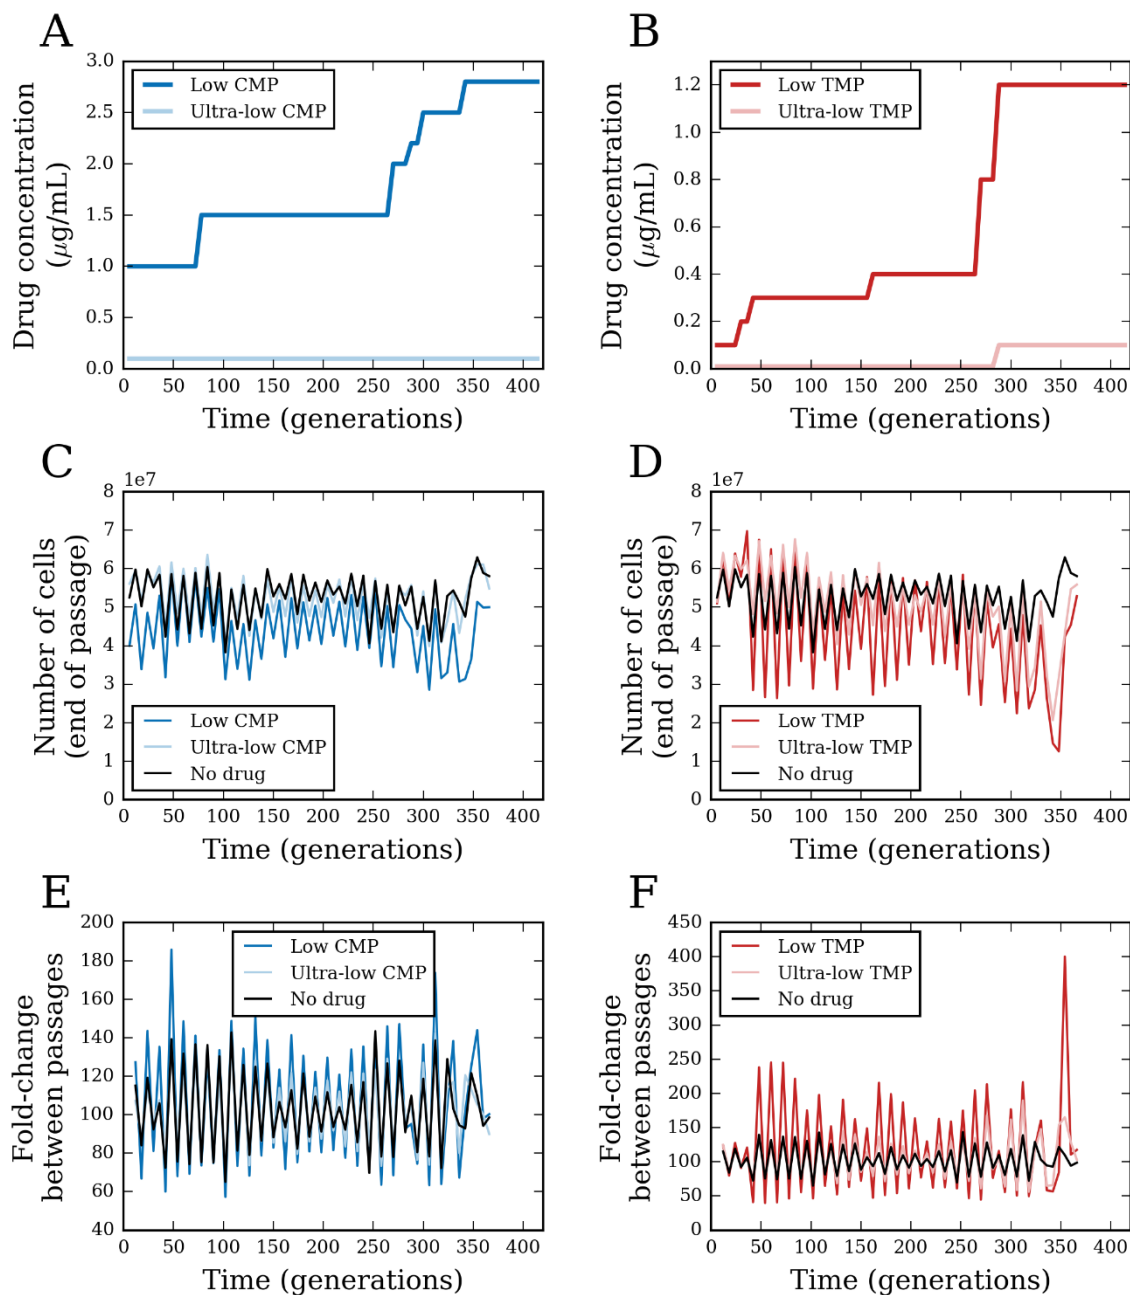 A
3.0
2.5
2.0
1.5
1.0
0.5
0.0
Drug concentration
(μg/mL)
Low CMP
Ultra-low CMP
0 50 100 150 200 250 300 350 400
Time (generations)
B
1.2
1.0
0.8
0.6
0.4
0.2
0.0
Drug concentration
(μg/mL)
Low TMP
Ultra-low TMP
0 50 100 150 200 250 300 350 400
Time (generations)
C
1e7
8
7
6
5
4
3
2
1
0
Number of cells
(end of passage)
Low CMP
Ultra-low CMP
No drug
0 50 100 150 200 250 300 350 400
Time (generations)
D
1e7
8
7
6
5
4
3
2
1
0
Number of cells
(end of passage)
Low TMP
Ultra-low TMP
No drug
0 50 100 150 200 250 300 350 400
Time (generations)
E
200
180
160
140
120
100
80
60
40
Fold-change
between passages
Low CMP
Ultra-low CMP
No drug
0 50 100 150 200 250 300 350 400
Time (generations)
F
450
400
350
300
250
200
150
100
50
0
Fold-change
between passages
Low TMP
Ultra-low TMP
No drug
0 50 100 150 200 250 300 350 400
Time (generations)